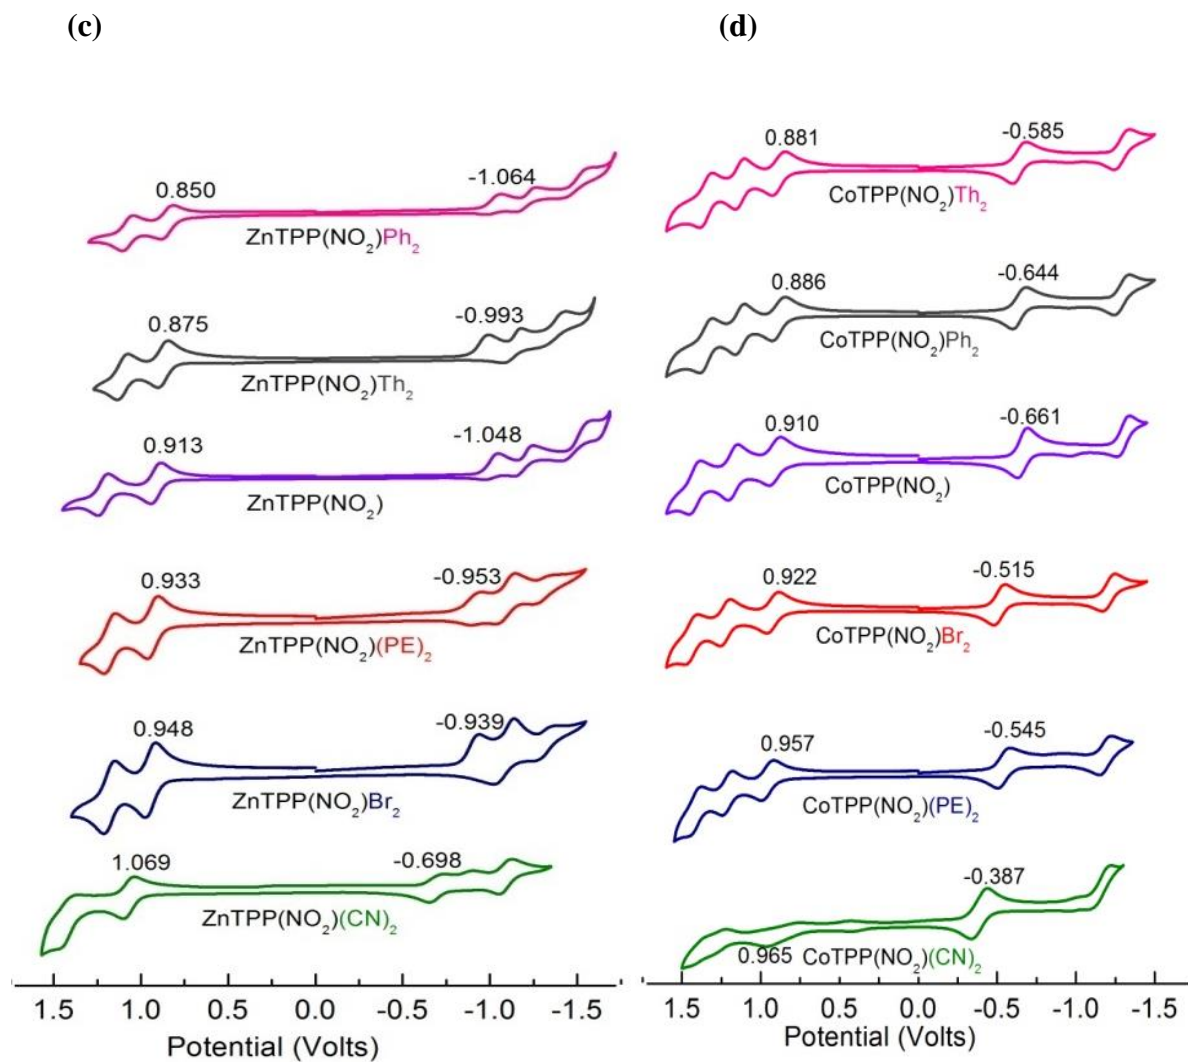 (c)
0.850
-1.064
ZnTPP(NO₂)Ph₂
0.875
-0.993
ZnTPP(NO₂)Th₂
0.913
-1.048
ZnTPP(NO₂)
0.933
-0.953
ZnTPP(NO₂)(PE)₂
0.948
-0.939
ZnTPP(NO₂)Br₂
1.069
-0.698
ZnTPP(NO₂)(CN)₂
1.5 1.0 0.5 0.0 -0.5 -1.0 -1.5
Potential (Volts)
(d)
0.881
-0.585
CoTPP(NO₂)Th₂
0.886
-0.644
CoTPP(NO₂)Ph₂
0.910
-0.661
CoTPP(NO₂)
0.922
-0.515
CoTPP(NO₂)Br₂
0.957
-0.545
CoTPP(NO₂)(PE)₂
-0.387
0.965 CoTPP(NO₂)(CN)₂
1.5 1.0 0.5 0.0 -0.5 -1.0 -1.5
Potential (Volts)